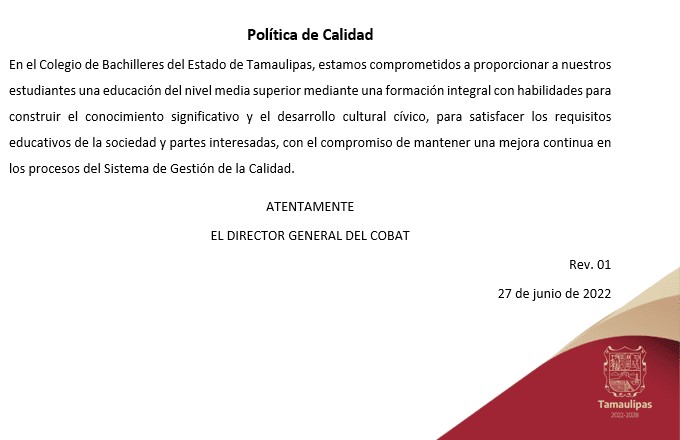 Política de Calidad
En el Colegio de Bachilleres del Estado de Tamaulipas, estamos comprometidos a proporcionar a nuestros
estudiantes una educación del nivel media superior mediante una formación integral con habilidades para
construir el conocimiento significativo y el desarrollo cultural cívico, para satisfacer los requisitos
educativos de la sociedad y partes interesadas, con el compromiso de mantener una mejora continua en
los procesos del Sistema de Gestión de la Calidad.
ATENTAMENTE
EL DIRECTOR GENERAL DEL COBAT
Rev. 01
27 de junio de 2022
Tamaulipas
2022-2028